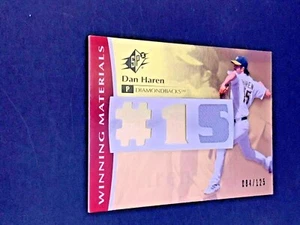 SPX
Dan Haren
P DIAMONDBACKS
#15
WINNING MATERIALS
084/125